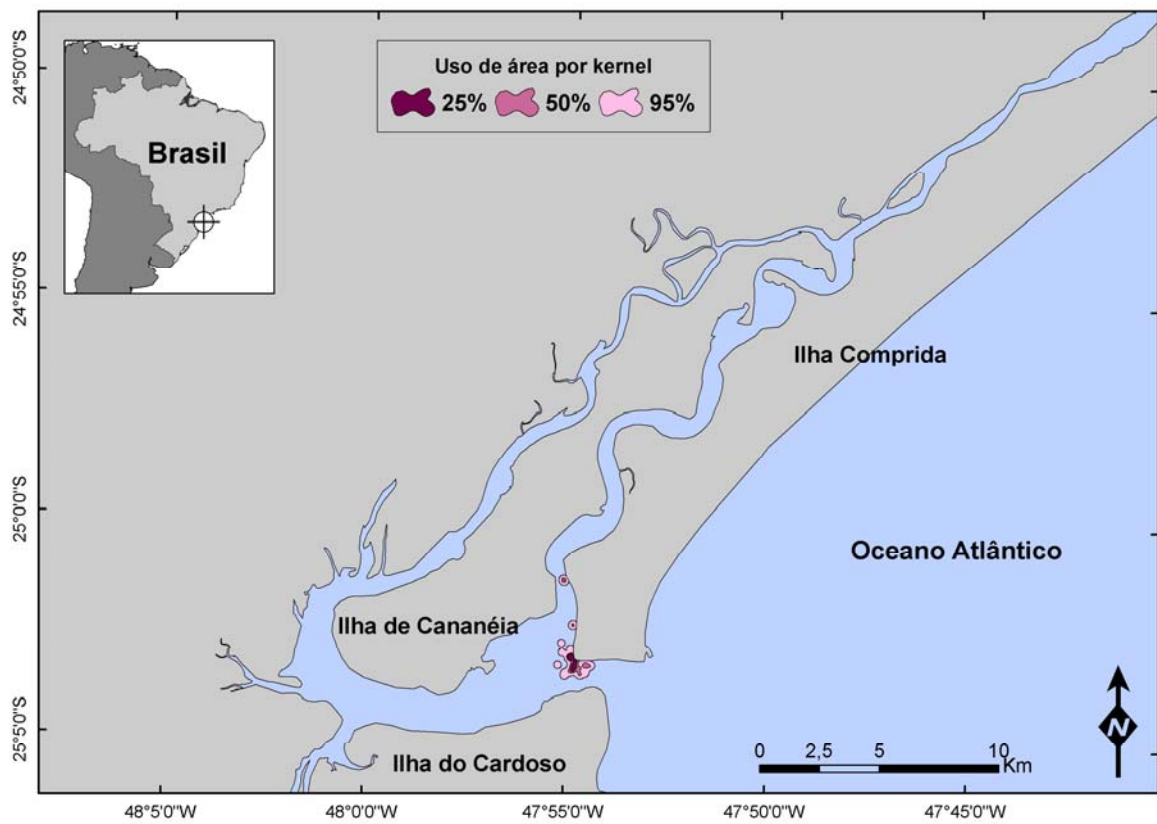 Brasil
Uso de área por kernel
25% 50% 95%
24°50'0"S
24°55'0"S
25°0'0"S
25°5'0"S
Ilha Comprida
Oceano Atlântico
Ilha de Cananéia
Ilha do Cardoso
0 2,5 5 10
Km
N
48°5'0"W 48°0'0"W 47°55'0"W 47°50'0"W 47°45'0"W